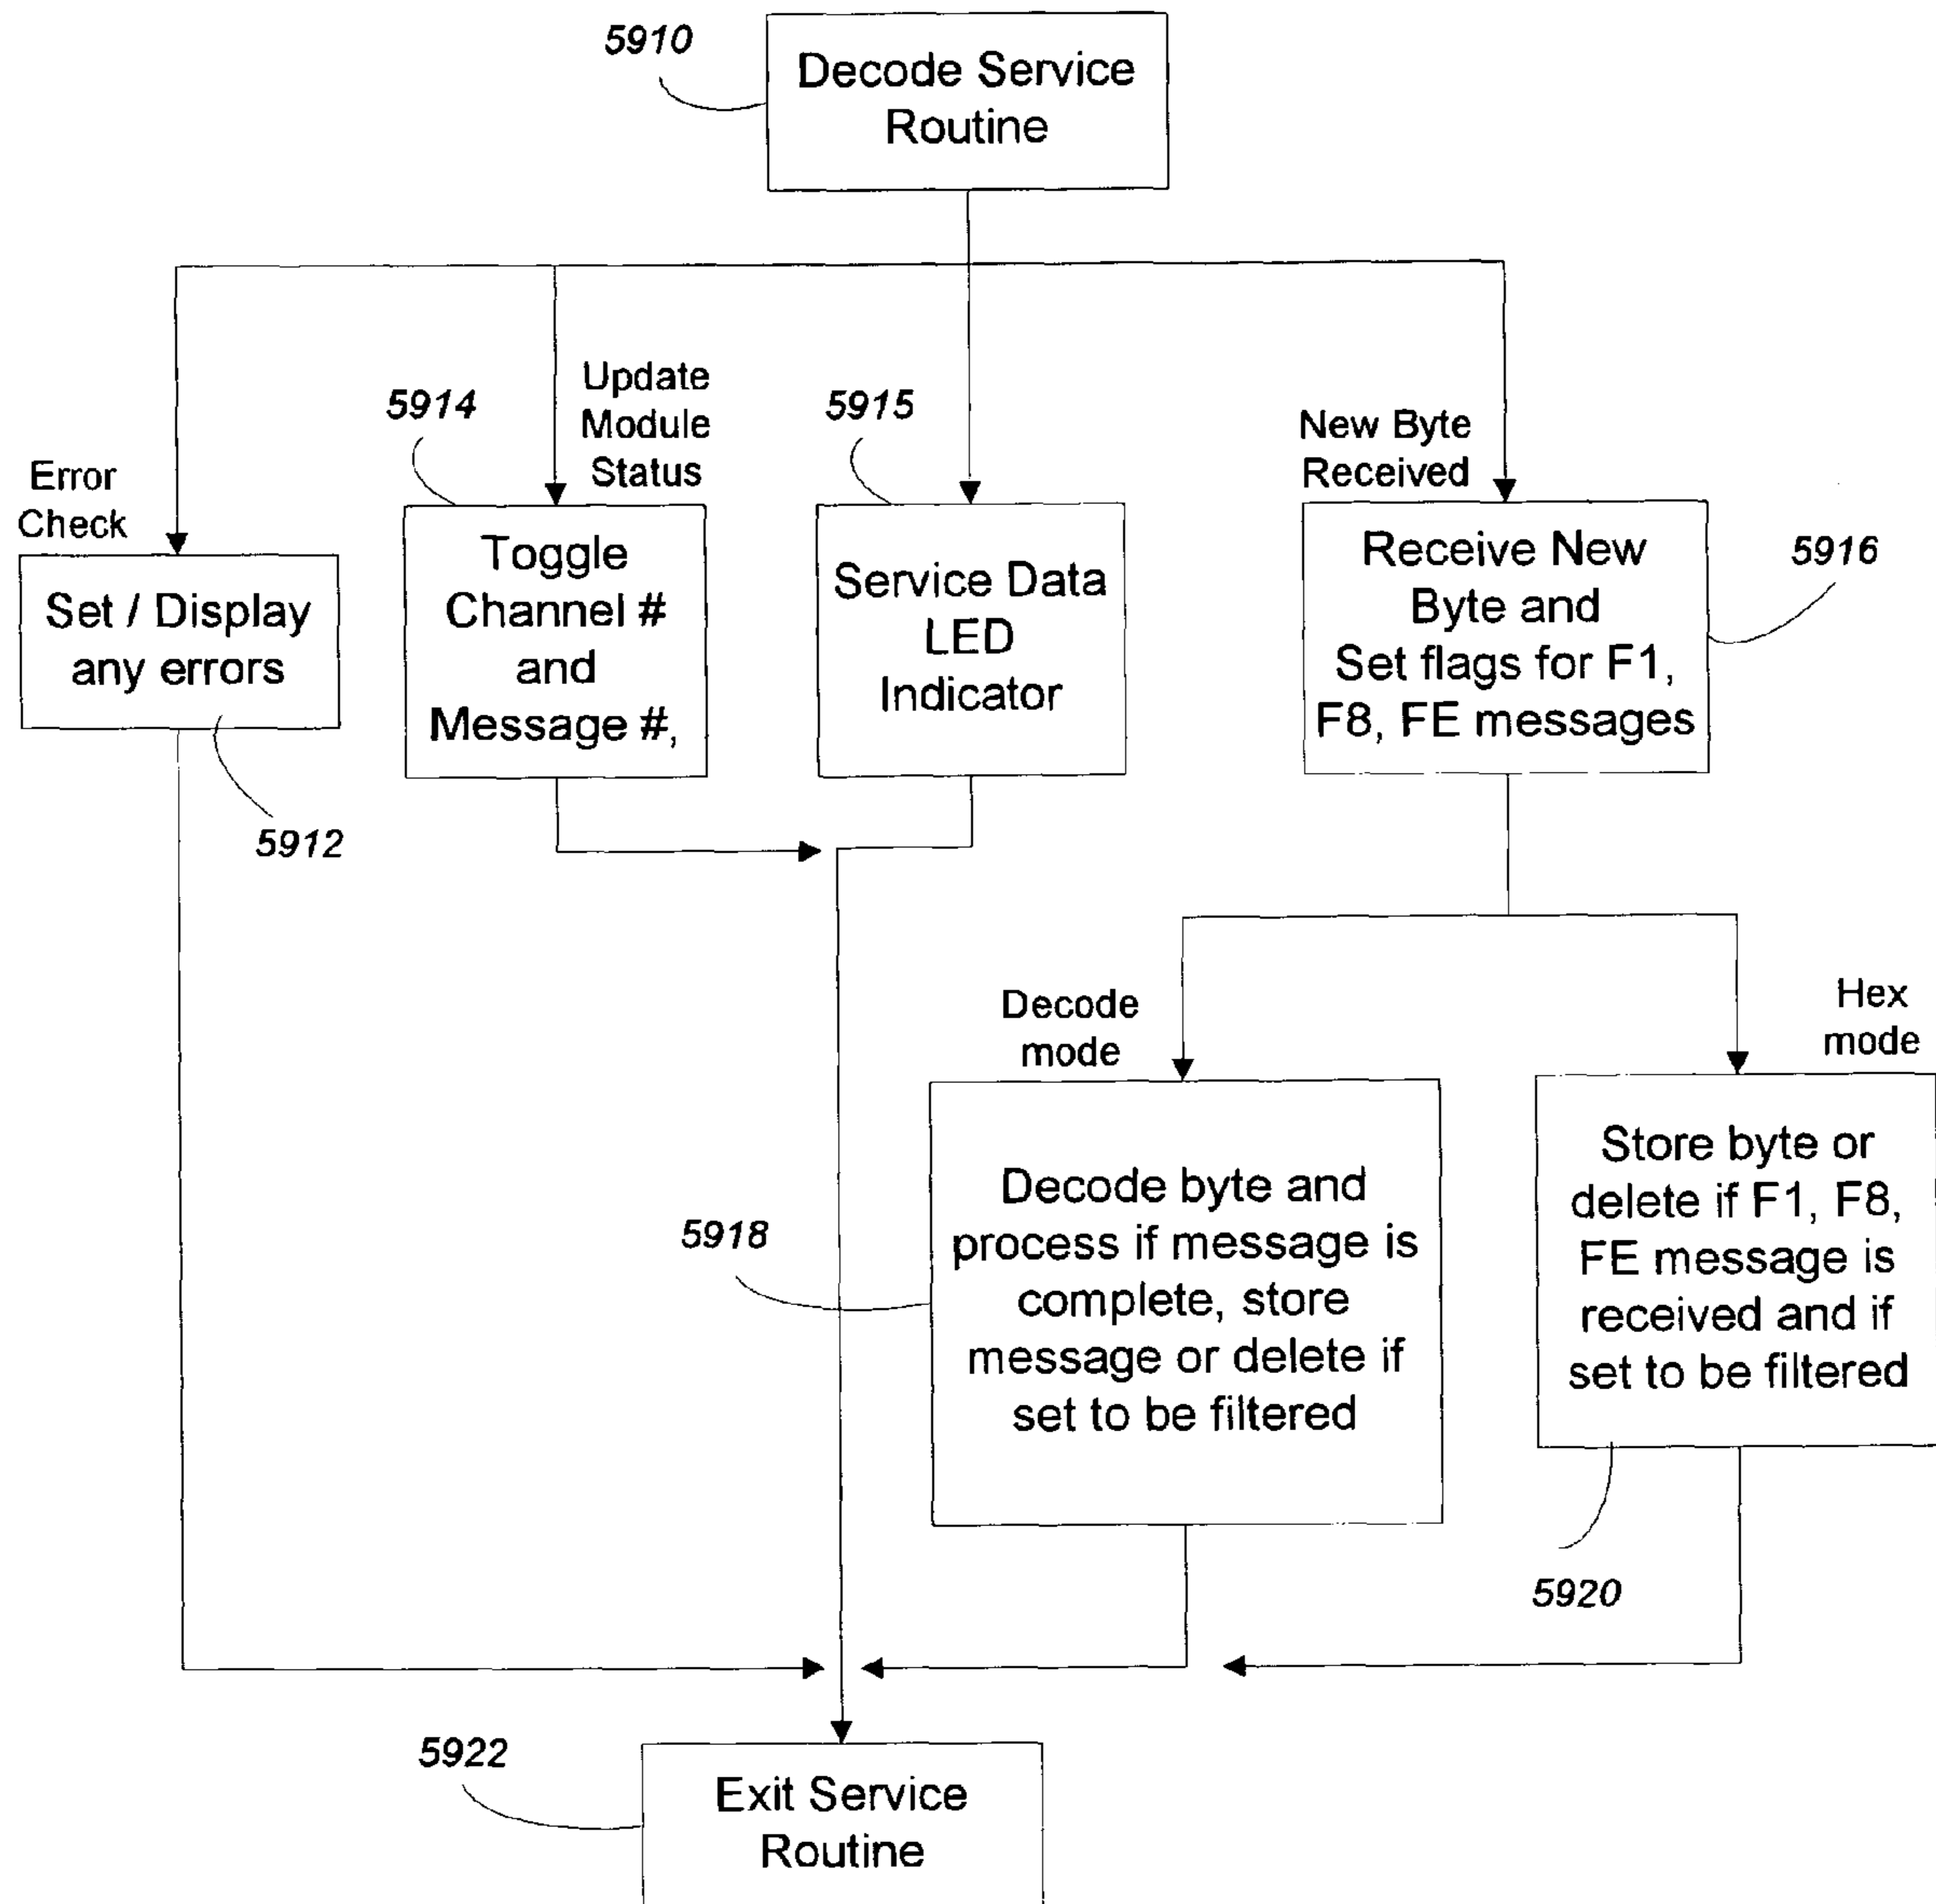 5910
Decode Service
Routine
Error
Check
5914
Update
Module
Status
5915
New Byte
Received
Set / Display
any errors
5912
Toggle
Channel #
and
Message #,
Service Data
LED
Indicator
Receive New
Byte and
Set flags for F1,
F8, FE messages
5916
Decode
mode
Hex
mode
5918
Decode byte and
process if message is
complete, store
message or delete if
set to be filtered
Store byte or
delete if F1, F8,
FE message is
received and if
set to be filtered
5920
5922
Exit Service
Routine